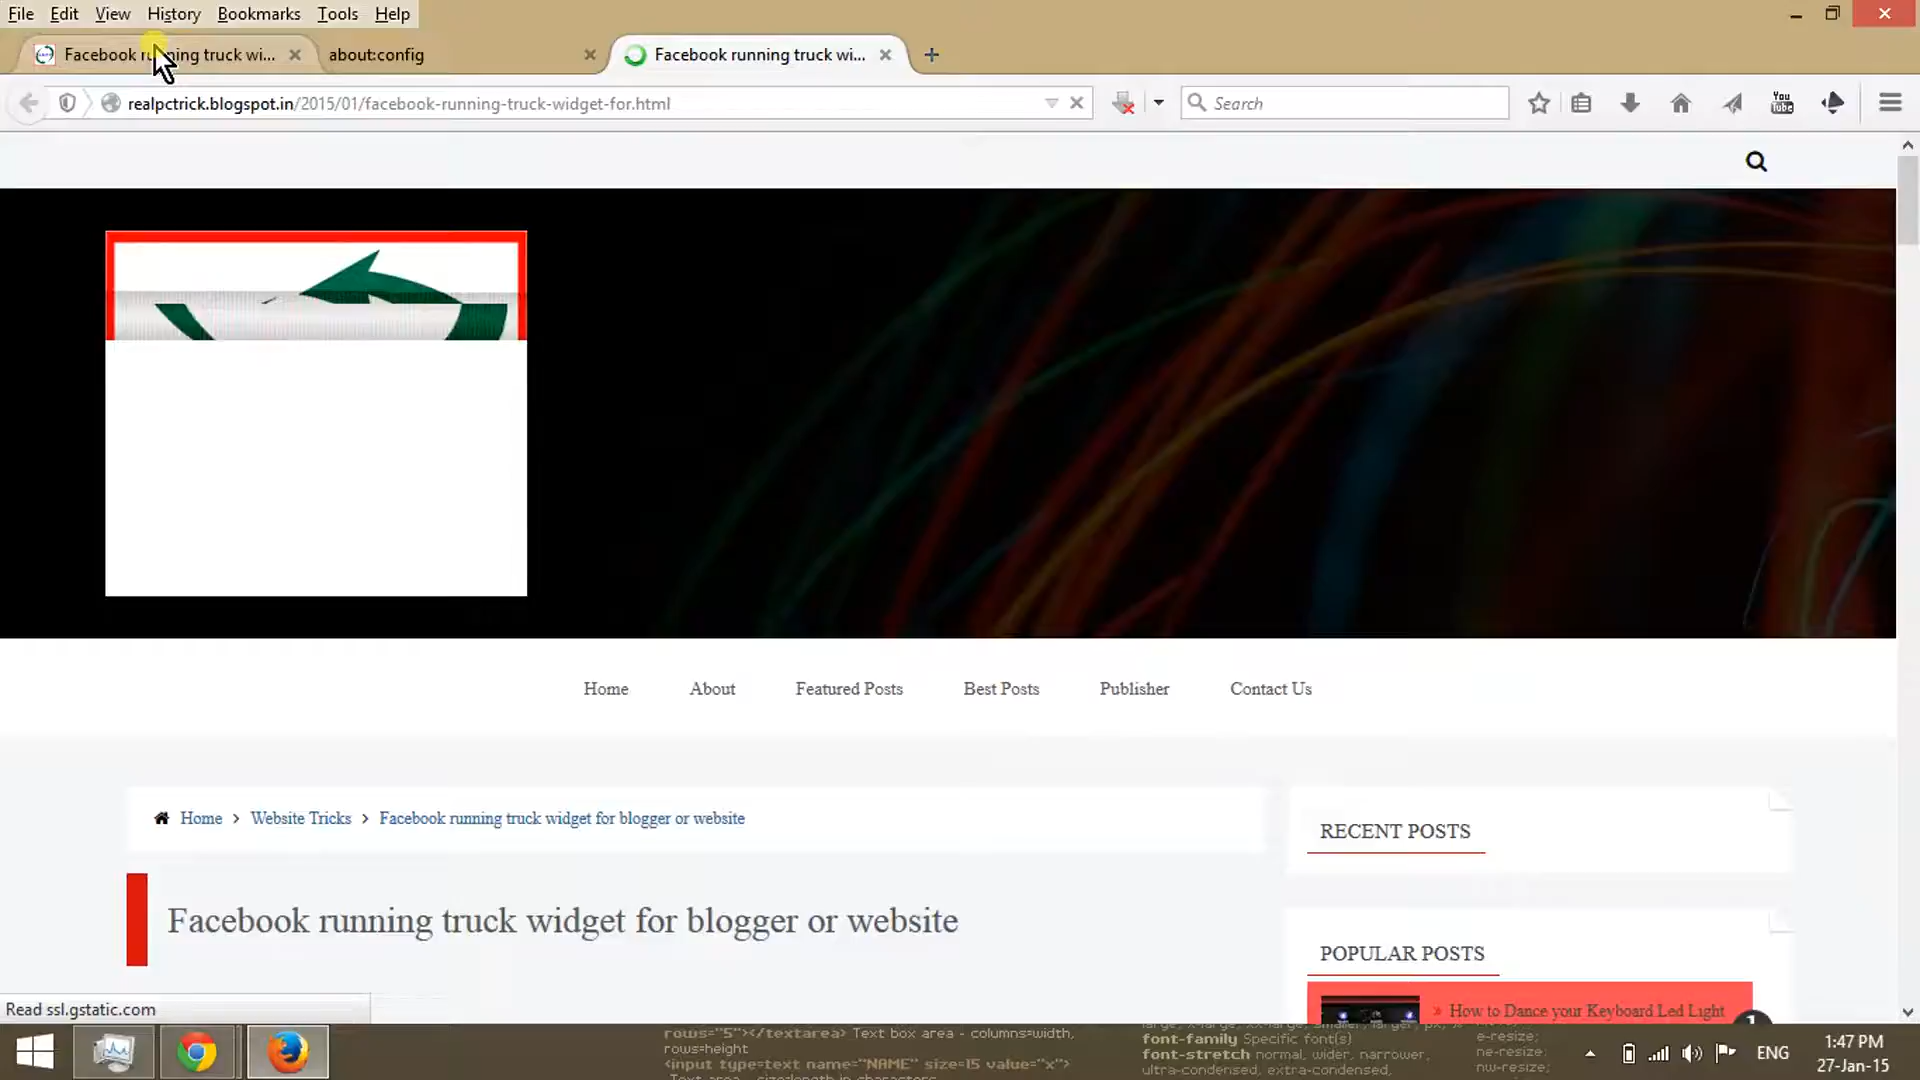 File Edit View History Bookmarks Tools Help
Facebook running truck wi... about:config Facebook running truck wi...
realpctrick.blogspot.in/2015/01/facebook-running-truck-widget-for.html Search You Tube
Home About Featured Posts Best Posts Publisher Contact Us
Home Website Tricks Facebook running truck widget for blogger or website
RECENT POSTS
Facebook running truck widget for blogger or website
POPULAR POSTS
» How to Dance your Keyboard Led Light
Read ssl.gstatic.com
rows="5"></textarea> Text box area - columns=width,
rows=height
<input type=text name="NAME" size=15 value="x">
font-family Specific font(s)
font-stretch normal, wider, narrower,
ultra-condensed, extra-condensed,
e-resize;
ne-resize;
nw-resize;
ENG
1:47 PM
27-Jan-15